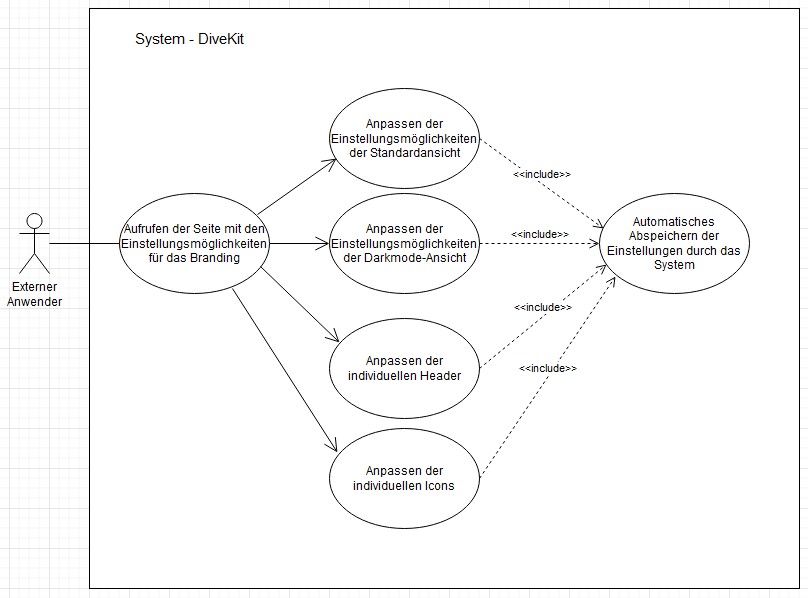 System - DiveKit
Anpassen der
Einstellungsmöglichkeiten
der Standardansicht
<<include>>
Aufrufen der Seite mit den
Einstellungsmöglichkeiten
für das Branding
Anpassen der
Einstellungsmöglichkeiten
der Darkmode-Ansicht
<<include>>
Automatisches
Abspeichern der
Einstellungen durch das
System
Externer
Anwender
<<include>>
Anpassen der
individuellen Header
<<include>>
Anpassen der
individuellen Icons